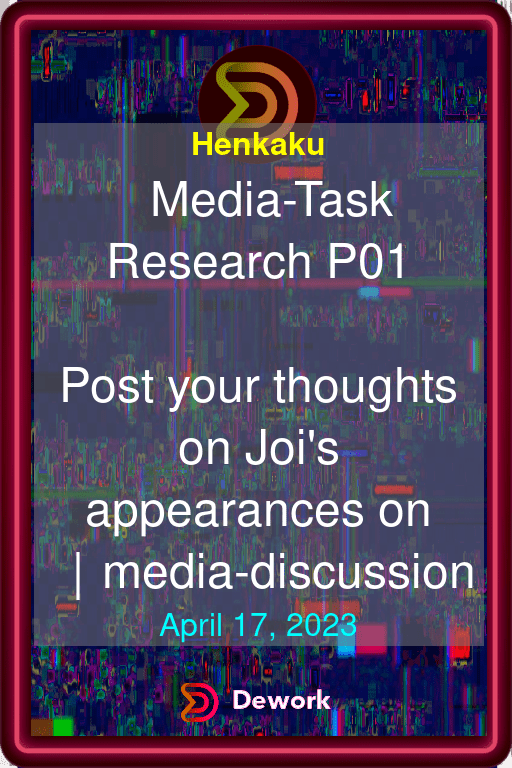 Henkaku
Media-Task
Research P01
Post your thoughts
on Joi's
appearances on
｜media-discussion
April 17, 2023
Dework